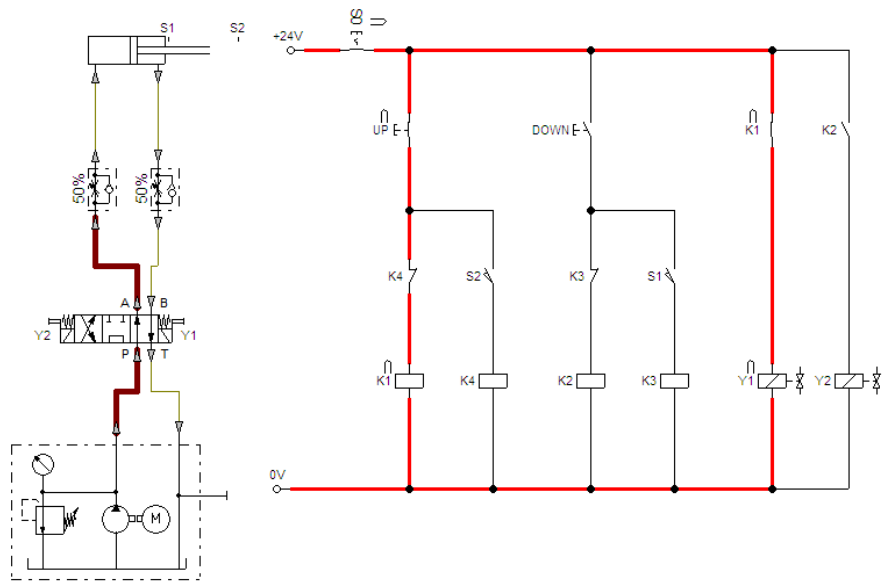 S1 S2
+24V
S0
UP
DOWN
K1
K2
50%
50%
K4
S2
K3
S1
A B
Y2
Y1
P T
K1
K4
K2
K3
Y1
Y2
0V
M